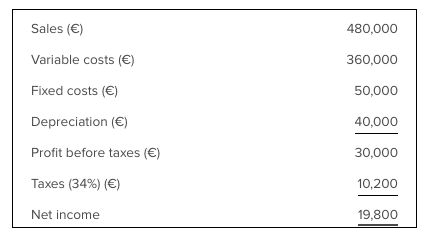 Sales (€) 480,000
Variable costs (€) 360,000
Fixed costs (€) 50,000
Depreciation (€) 40,000
Profit before taxes (€) 30,000
Taxes (34%) (€) 10,200
Net income 19,800